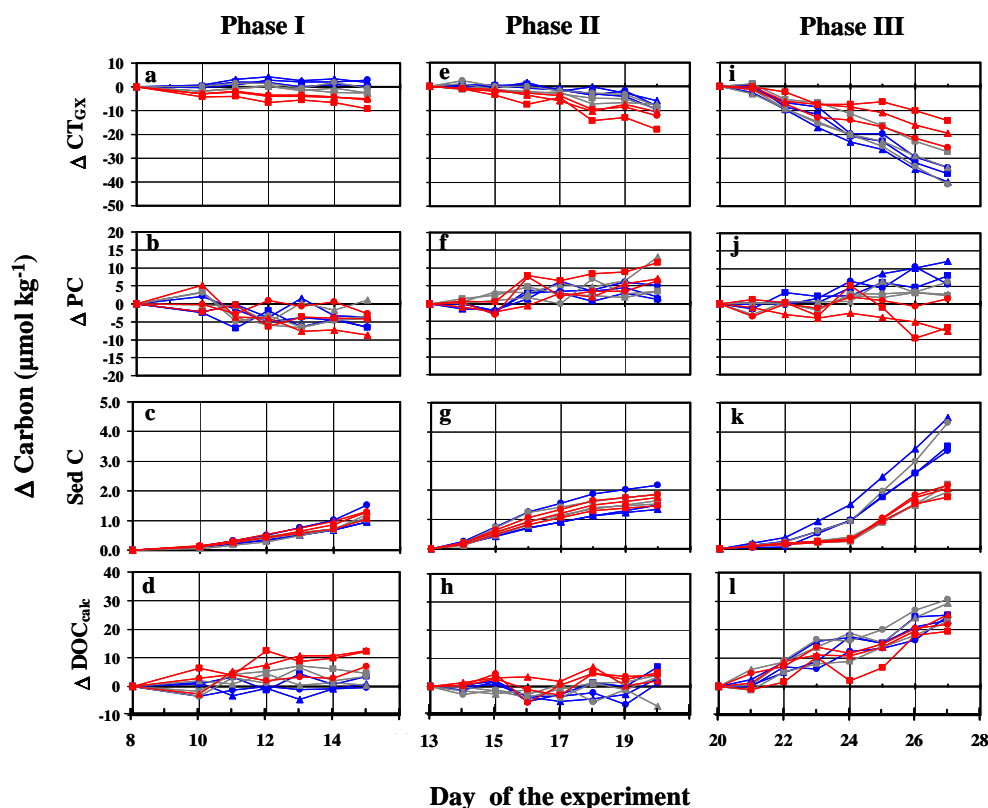 Phase I Phase II Phase III
Δ Carbon (µmol kg⁻¹)
Δ CT_GX
10
0
-10
-20
-30
-40
-50
a
e
i
Δ PC
20
15
10
5
0
-5
-10
-15
-20
b
f
j
Sed C
5.0
4.0
3.0
2.0
1.0
0.0
c
g
k
Δ DOC_calc
40
30
20
10
0
-10
d
h
l
8 10 12 14 16
13 15 17 19
20 22 24 26 28
Day of the experiment